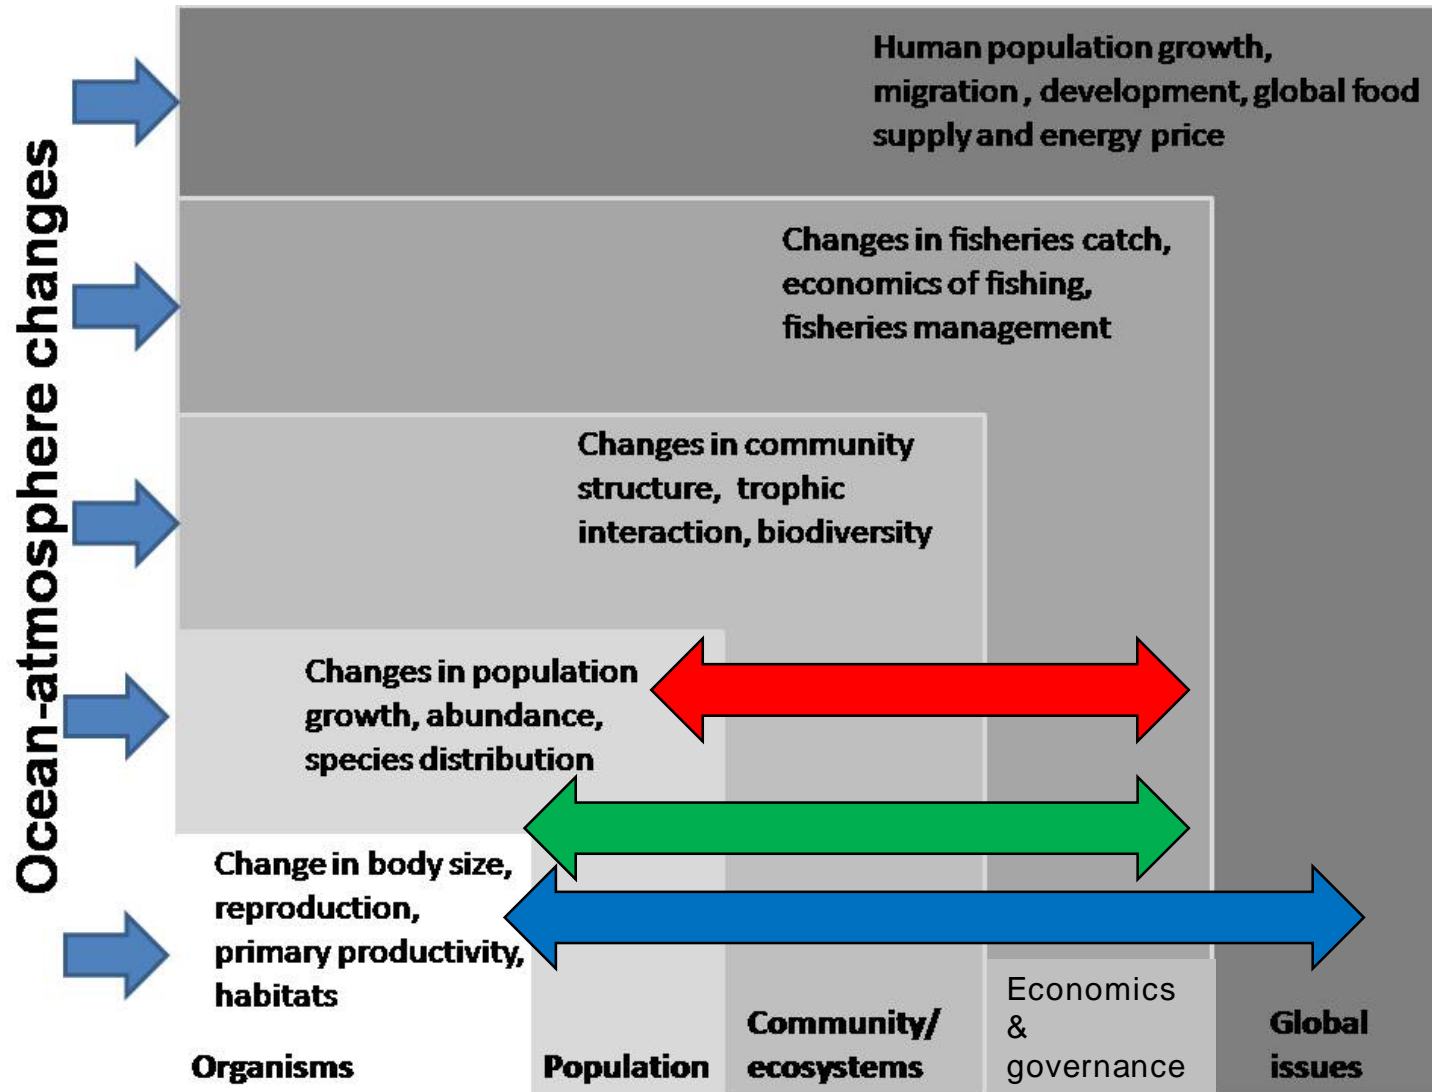 Ocean-atmosphere changes
Human population growth,
migration , development, global food
supply and energy price
Changes in fisheries catch,
economics of fishing,
fisheries management
Changes in community
structure, trophic
interaction, biodiversity
Changes in population
growth, abundance,
species distribution
Change in body size,
reproduction,
primary productivity,
habitats
Organisms
Population
Community/
ecosystems
Economics
&
governance
Global
issues